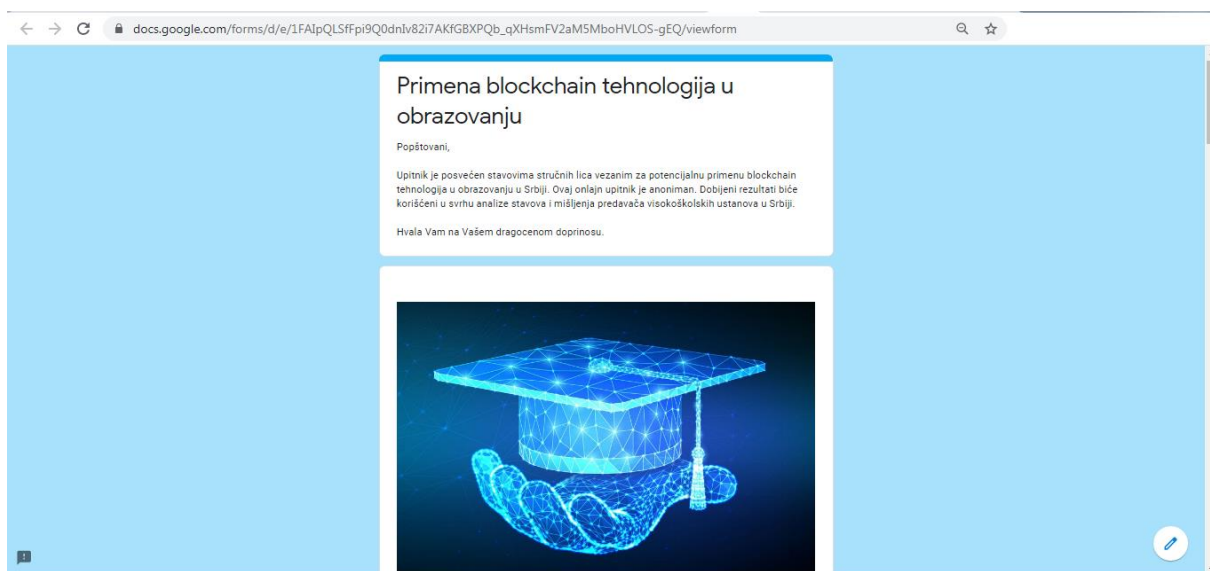 docs.google.com/forms/d/e/1FAIpQLSfFpi9Q0dnIv82i7AKfGBXPQb_qXHsmFV2aM5MboHVLOS-gEQ/viewform
Primena blockchain tehnologija u
obrazovanju
Popštovani,
Upitnik je posvećen stavovima stručnih lica vezanim za potencijalnu primenu blockchain
tehnologija u obrazovanju u Srbiji. Ovaj onlajn upitnik je anoniman. Dobijeni rezultati biće
korišćeni u svrhu analize stavova i mišljenja predavača visokoškolskih ustanova u Srbiji.
Hvala Vam na Vašem dragocenom doprinosu.